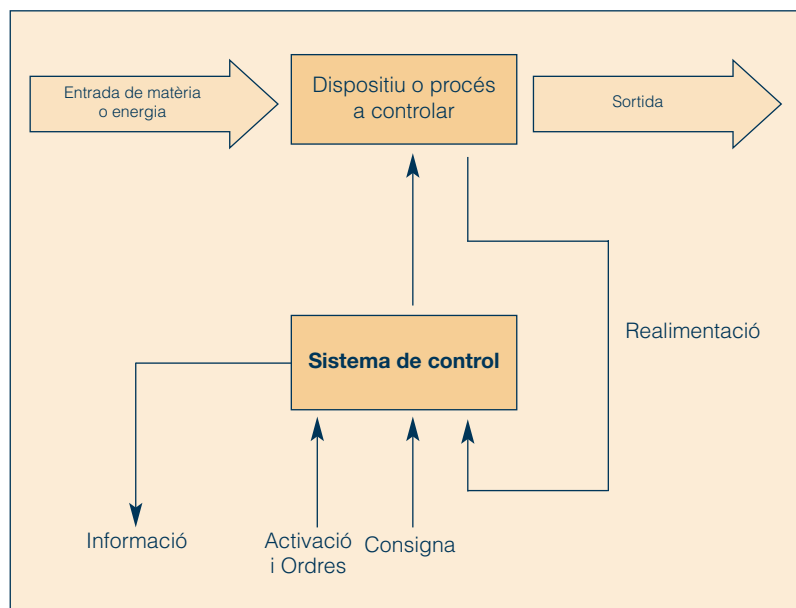 Entrada de matèria
o energia
Dispositiu o procés
a controlar
Sortida
Realimentació
Sistema de control
Informació
Activació
i Ordres
Consigna